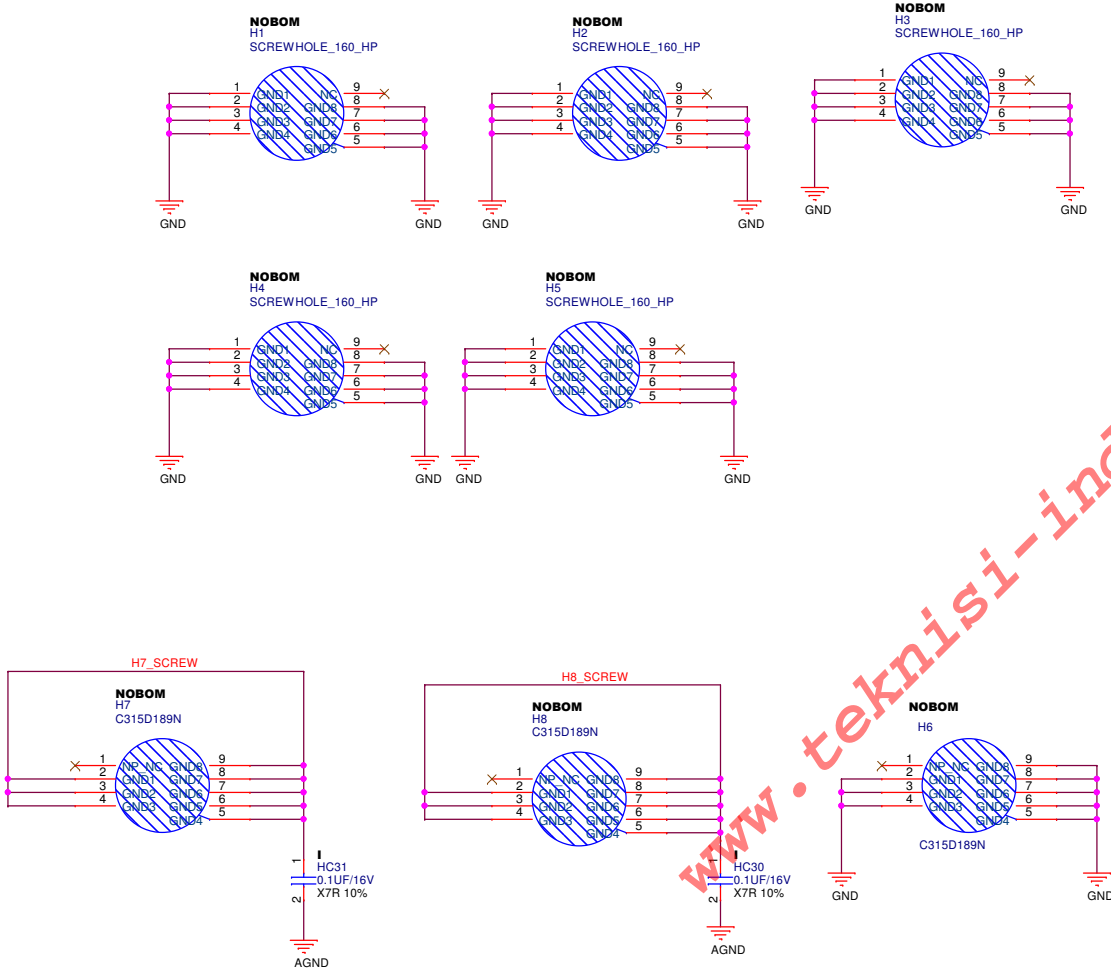 NOBOM
H1
SCREWHOLE_160_HP
1
2
3
4
GND1
GND2
GND3
GND4
NC
GND8
GND7
GND6
GND5
9
8
7
6
5
GND
GND
NOBOM
H2
SCREWHOLE_160_HP
1
2
3
4
GND1
GND2
GND3
GND4
NC
GND8
GND7
GND6
GND5
9
8
7
6
5
GND
GND
NOBOM
H3
SCREWHOLE_160_HP
1
2
3
4
GND1
GND2
GND3
GND4
NC
GND8
GND7
GND6
GND5
9
8
7
6
5
GND
GND
NOBOM
H4
SCREWHOLE_160_HP
1
2
3
4
GND1
GND2
GND3
GND4
NC
GND8
GND7
GND6
GND5
9
8
7
6
5
GND
GND
NOBOM
H5
SCREWHOLE_160_HP
1
2
3
4
GND1
GND2
GND3
GND4
NC
GND8
GND7
GND6
GND5
9
8
7
6
5
GND
GND
H7_SCREW
NOBOM
H7
C315D189N
1
2
3
4
NP_NC
GND1
GND2
GND3
GND8
GND7
GND6
GND5
GND4
9
8
7
6
5
1
I
HC31
0.1UF/16V
X7R 10%
2
AGND
H8_SCREW
NOBOM
H8
C315D189N
1
2
3
4
NP_NC
GND1
GND2
GND3
GND8
GND7
GND6
GND5
GND4
9
8
7
6
5
1
I
HC30
0.1UF/16V
X7R 10%
2
AGND
NOBOM
H6
1
2
3
4
NP_NC
GND1
GND2
GND3
GND8
GND7
GND6
GND5
GND4
9
8
7
6
5
C315D189N
GND
GND
www.teknisi-in